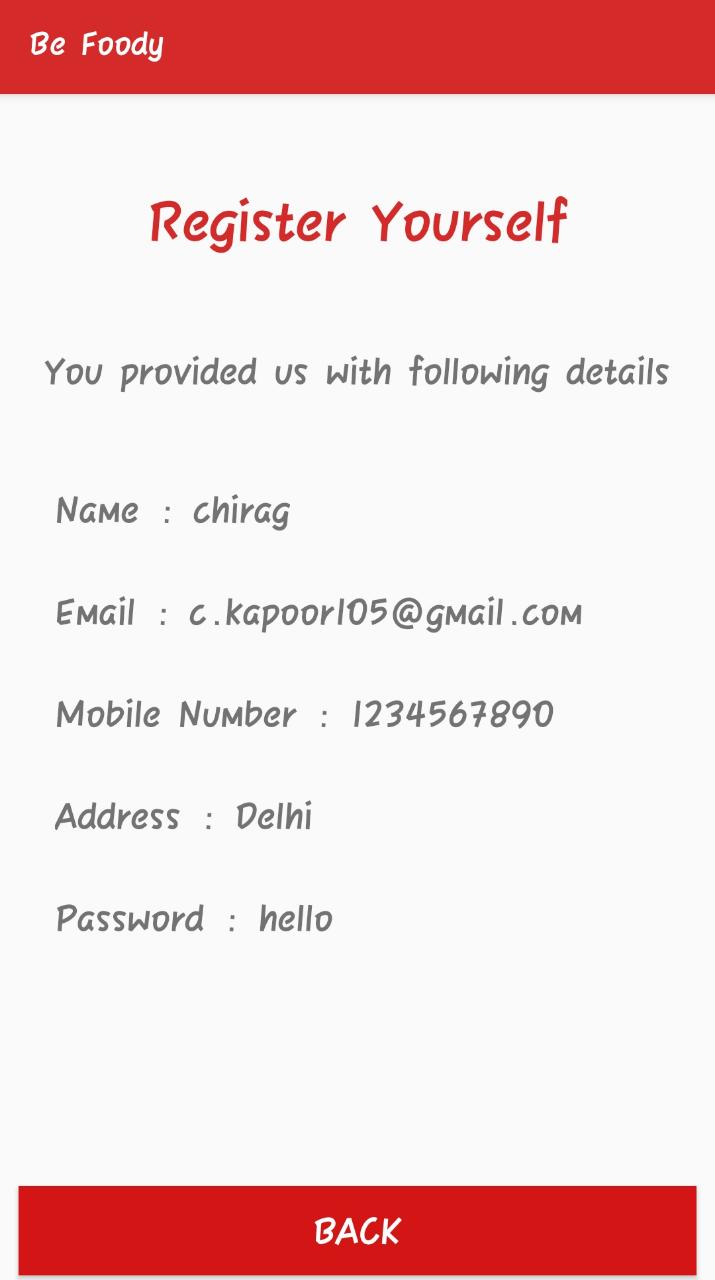 Be Foody
Register Yourself
You provided us with following details
Name : chirag
Email : c.kapoor105@gmail.com
Mobile Number : 1234567890
Address : Delhi
Password : hello
BACK